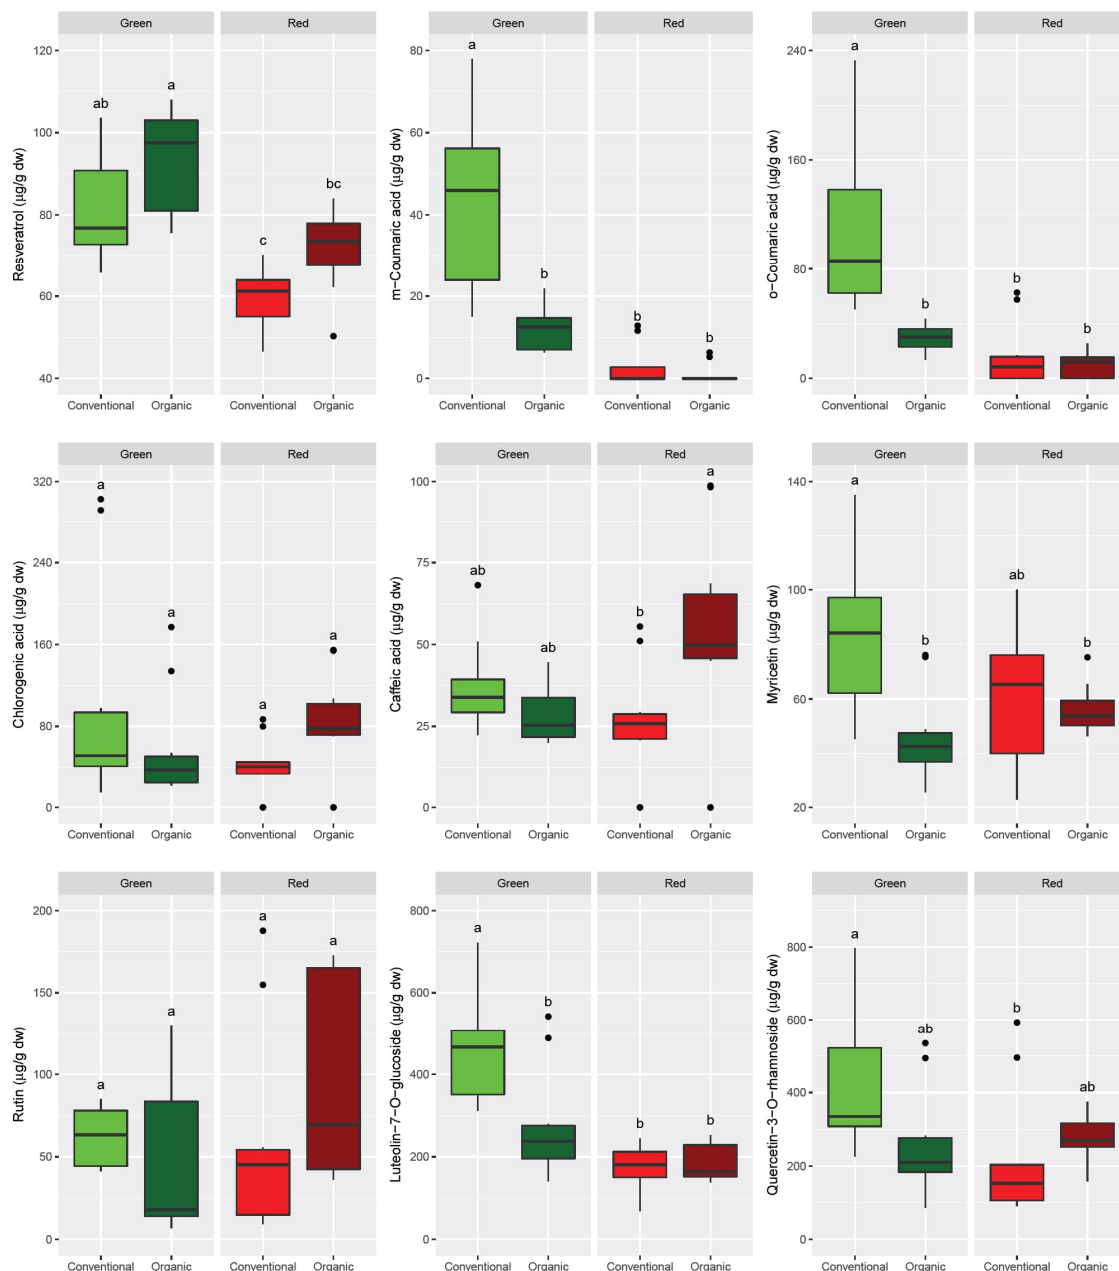 Green Red
Resveratrol (µg/g dw)
120
100
80
60
40
ab a c bc
Conventional Organic Conventional Organic
Green Red
m−Coumaric acid (µg/g dw)
80
60
40
20
0
a b b b
Conventional Organic Conventional Organic
Green Red
o−Coumaric acid (µg/g dw)
240
160
80
0
a b b b
Conventional Organic Conventional Organic
Green Red
Chlorogenic acid (µg/g dw)
320
240
160
80
0
a a a a
Conventional Organic Conventional Organic
Green Red
Caffeic acid (µg/g dw)
100
75
50
25
0
ab ab b a
Conventional Organic Conventional Organic
Green Red
Myricetin (µg/g dw)
140
100
60
20
a b ab b
Conventional Organic Conventional Organic
Green Red
Rutin (µg/g dw)
200
150
100
50
0
a a a a
Conventional Organic Conventional Organic
Green Red
Luteolin−7−O−glucoside (µg/g dw)
800
600
400
200
0
a b b b
Conventional Organic Conventional Organic
Green Red
Quercetin−3−O−rhamnoside (µg/g dw)
800
600
400
200
0
a ab b ab
Conventional Organic Conventional Organic